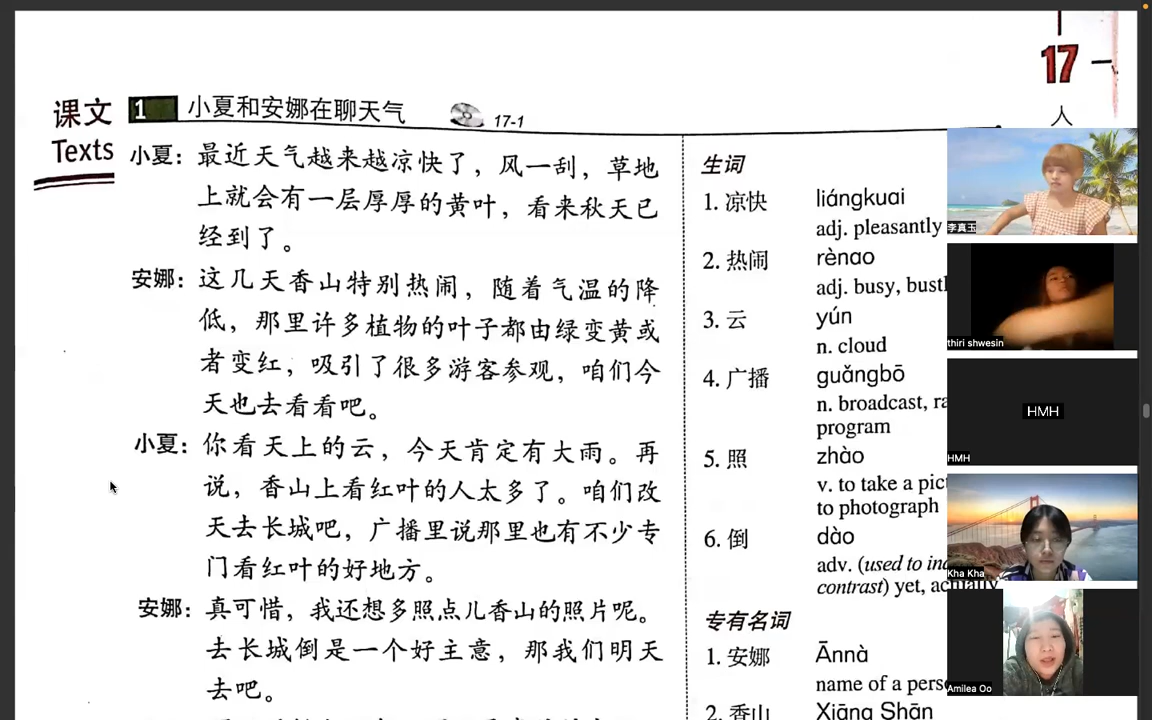 17
人
课文
Texts
1 小夏和安娜在聊天气 17-1
小夏：最近天气越来越凉快了，风一刮，草地
上就会有一层厚厚的黄叶，看来秋天已
经到了。
安娜：这几天香山特别热闹，随着气温的降
低，那里许多植物的叶子都由绿变黄或
者变红，吸引了很多游客参观，咱们今
天也去看看吧。
小夏：你看天上的云，今天肯定有大雨。再
说，香山上看红叶的人太多了。咱们改
天去长城吧，广播里说那里也有不少专
门看红叶的好地方。
安娜：真可惜，我还想多照点儿香山的照片呢。
去长城倒是一个好主意，那我们明天
去吧。
生词
1. 凉快 liángkuai
adj. pleasantly
2. 热闹 rènao
adj. busy, bustl
3. 云 yún
n. cloud
4. 广播 guǎngbō
n. broadcast, ra
program
5. 照 zhào
v. to take a pic
to photograph
6. 倒 dào
adv. (used to ind
contrast) yet, actually
专有名词
1. 安娜 Ānnà
name of a perso
2. 香山 Xiāng Shān
李真玉
thiri shwesin
HMH
HMH
Kha Kha
Amilea Oo